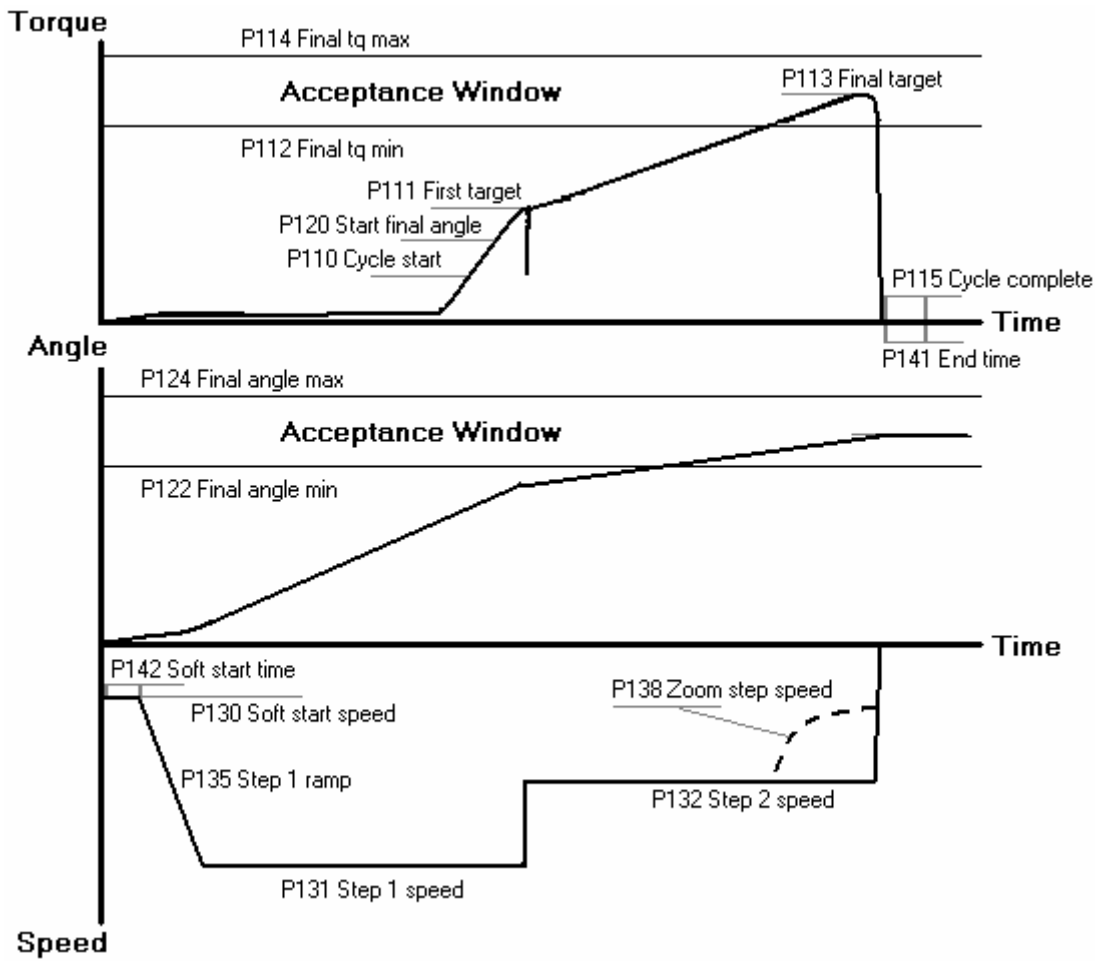 Torque
P114 Final tq max
Acceptance Window
P113 Final target
P112 Final tq min
P111 First target
P120 Start final angle
P110 Cycle start
P115 Cycle complete
Time
Angle
P141 End time
P124 Final angle max
Acceptance Window
P122 Final angle min
Time
P142 Soft start time
P138 Zoom step speed
P130 Soft start speed
P135 Step 1 ramp
P132 Step 2 speed
P131 Step 1 speed
Speed